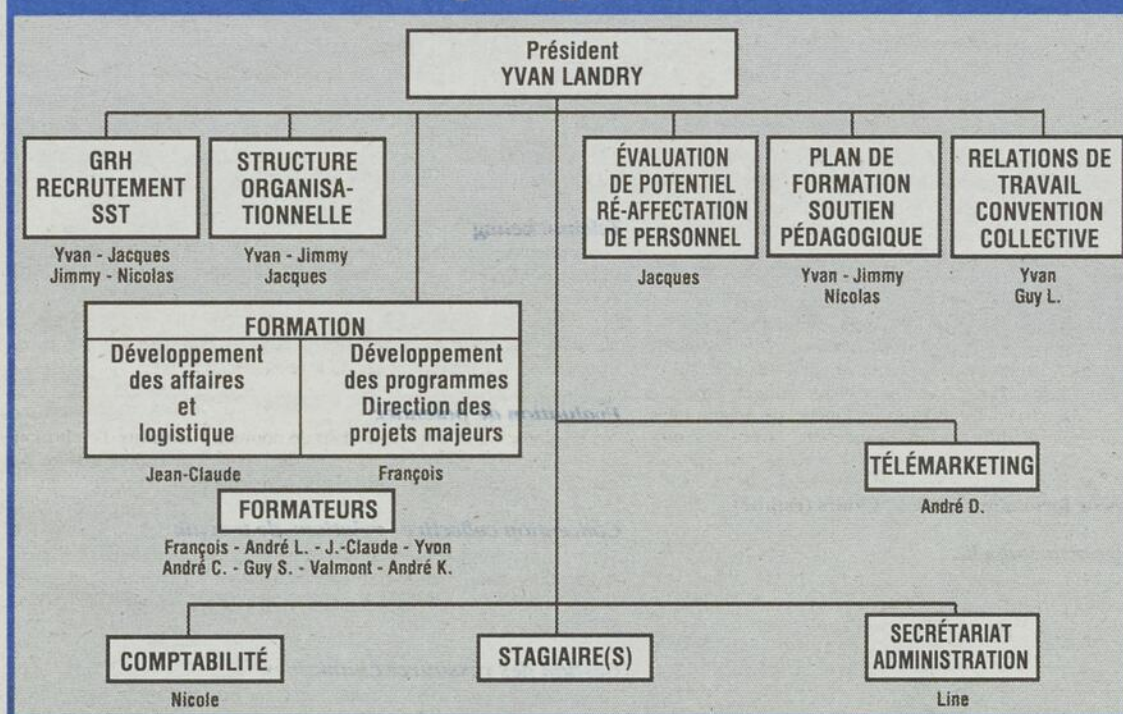 Président
YVAN LANDRY
GRH
RECRUTEMENT
SST
Yvan - Jacques
Jimmy - Nicolas
STRUCTURE
ORGANISA-
TIONNELLE
Yvan - Jimmy
Jacques
ÉVALUATION
DE POTENTIEL
RÉ-AFFECTATION
DE PERSONNEL
Jacques
PLAN DE
FORMATION
SOUTIEN
PÉDAGOGIQUE
Yvan - Jimmy
Nicolas
RELATIONS DE
TRAVAIL
CONVENTION
COLLECTIVE
Yvan
Guy L.
FORMATION
Développement
des affaires
et
logistique
Jean-Claude
Développement
des programmes
Direction des
projets majeurs
François
FORMATEURS
François - André L. - J.-Claude - Yvon
André C. - Guy S. - Valmont - André K.
TÉLÉMARKETING
André D.
COMPTABILITÉ
Nicole
STAGIAIRE(S)
SECRÉTARIAT
ADMINISTRATION
Line